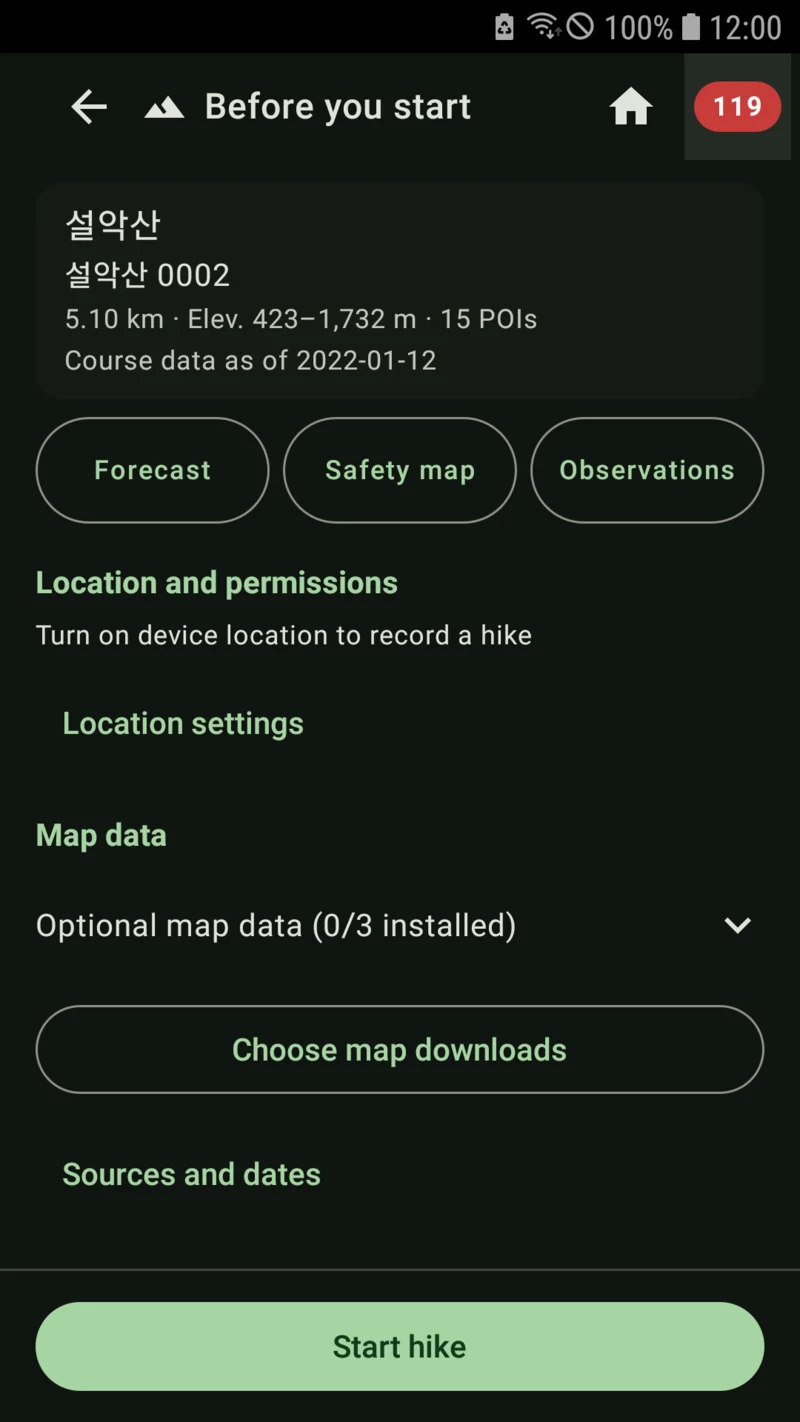 100% 12:00
Before you start
119
설악산
설악산 0002
5.10 km · Elev. 423–1,732 m · 15 POIs
Course data as of 2022-01-12
Forecast
Safety map
Observations
Location and permissions
Turn on device location to record a hike
Location settings
Map data
Optional map data (0/3 installed)
Choose map downloads
Sources and dates
Start hike